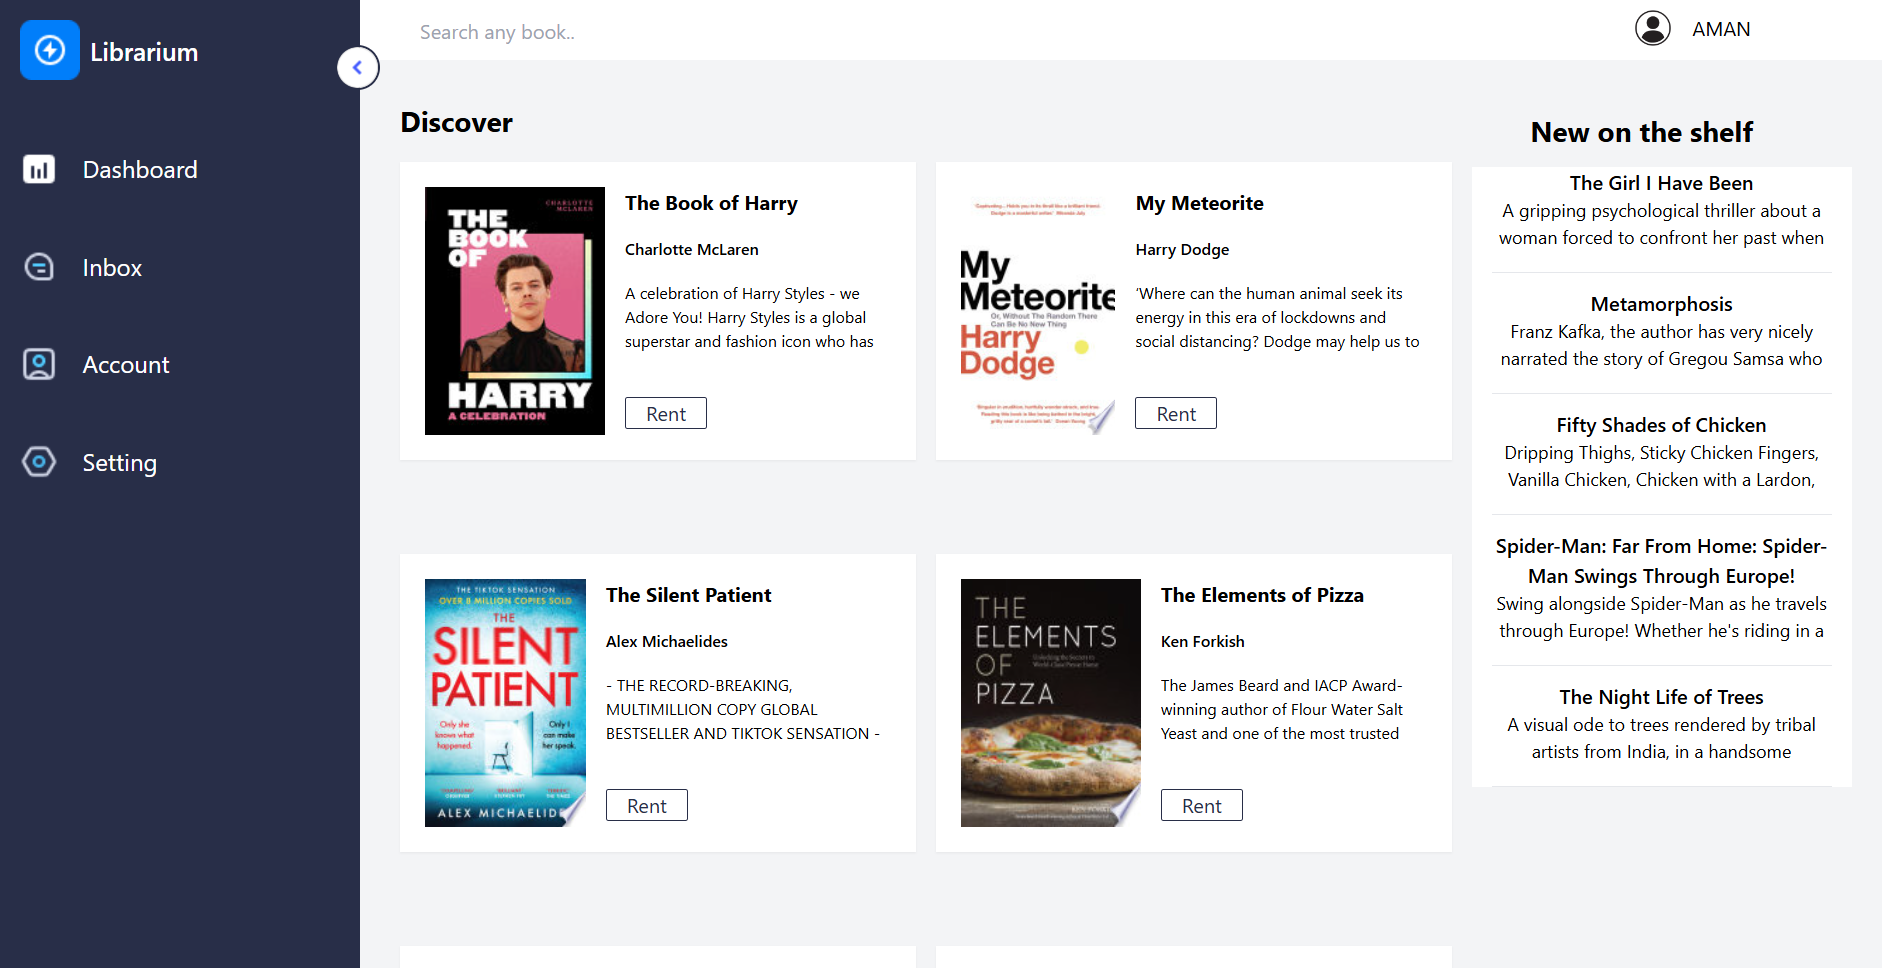 Librarium
Search any book..
AMAN
Dashboard
Inbox
Account
Setting
Discover
THE
BOOK
OF
CHARLOTTE
MCLAREN
HARRY
A CELEBRATION
The Book of Harry
Charlotte McLaren
A celebration of Harry Styles - we
Adore You! Harry Styles is a global
superstar and fashion icon who has
Rent
My
Meteorite
Or, Without The Random There
Can Be No New Thing
Harry
Dodge
My Meteorite
Harry Dodge
‘Where can the human animal seek its
energy in this era of lockdowns and
social distancing? Dodge may help us to
Rent
THE TIKTOK SENSATION
OVER 8 MILLION COPIES SOLD
THE
SILENT
PATIENT
Only she
knows what
happened.
Only I
can make
her speak.
ALEX MICHAELID
The Silent Patient
Alex Michaelides
- THE RECORD-BREAKING,
MULTIMILLION COPY GLOBAL
BESTSELLER AND TIKTOK SENSATION -
Rent
THE
ELEMENTS
OF
PIZZA
Unlocking the Secrets to
World-Class Pies at Home
The Elements of Pizza
Ken Forkish
The James Beard and IACP Award-
winning author of Flour Water Salt
Yeast and one of the most trusted
Rent
New on the shelf
The Girl I Have Been
A gripping psychological thriller about a
woman forced to confront her past when
Metamorphosis
Franz Kafka, the author has very nicely
narrated the story of Gregou Samsa who
Fifty Shades of Chicken
Dripping Thighs, Sticky Chicken Fingers,
Vanilla Chicken, Chicken with a Lardon,
Spider-Man: Far From Home: Spider-
Man Swings Through Europe!
Swing alongside Spider-Man as he travels
through Europe! Whether he's riding in a
The Night Life of Trees
A visual ode to trees rendered by tribal
artists from India, in a handsome